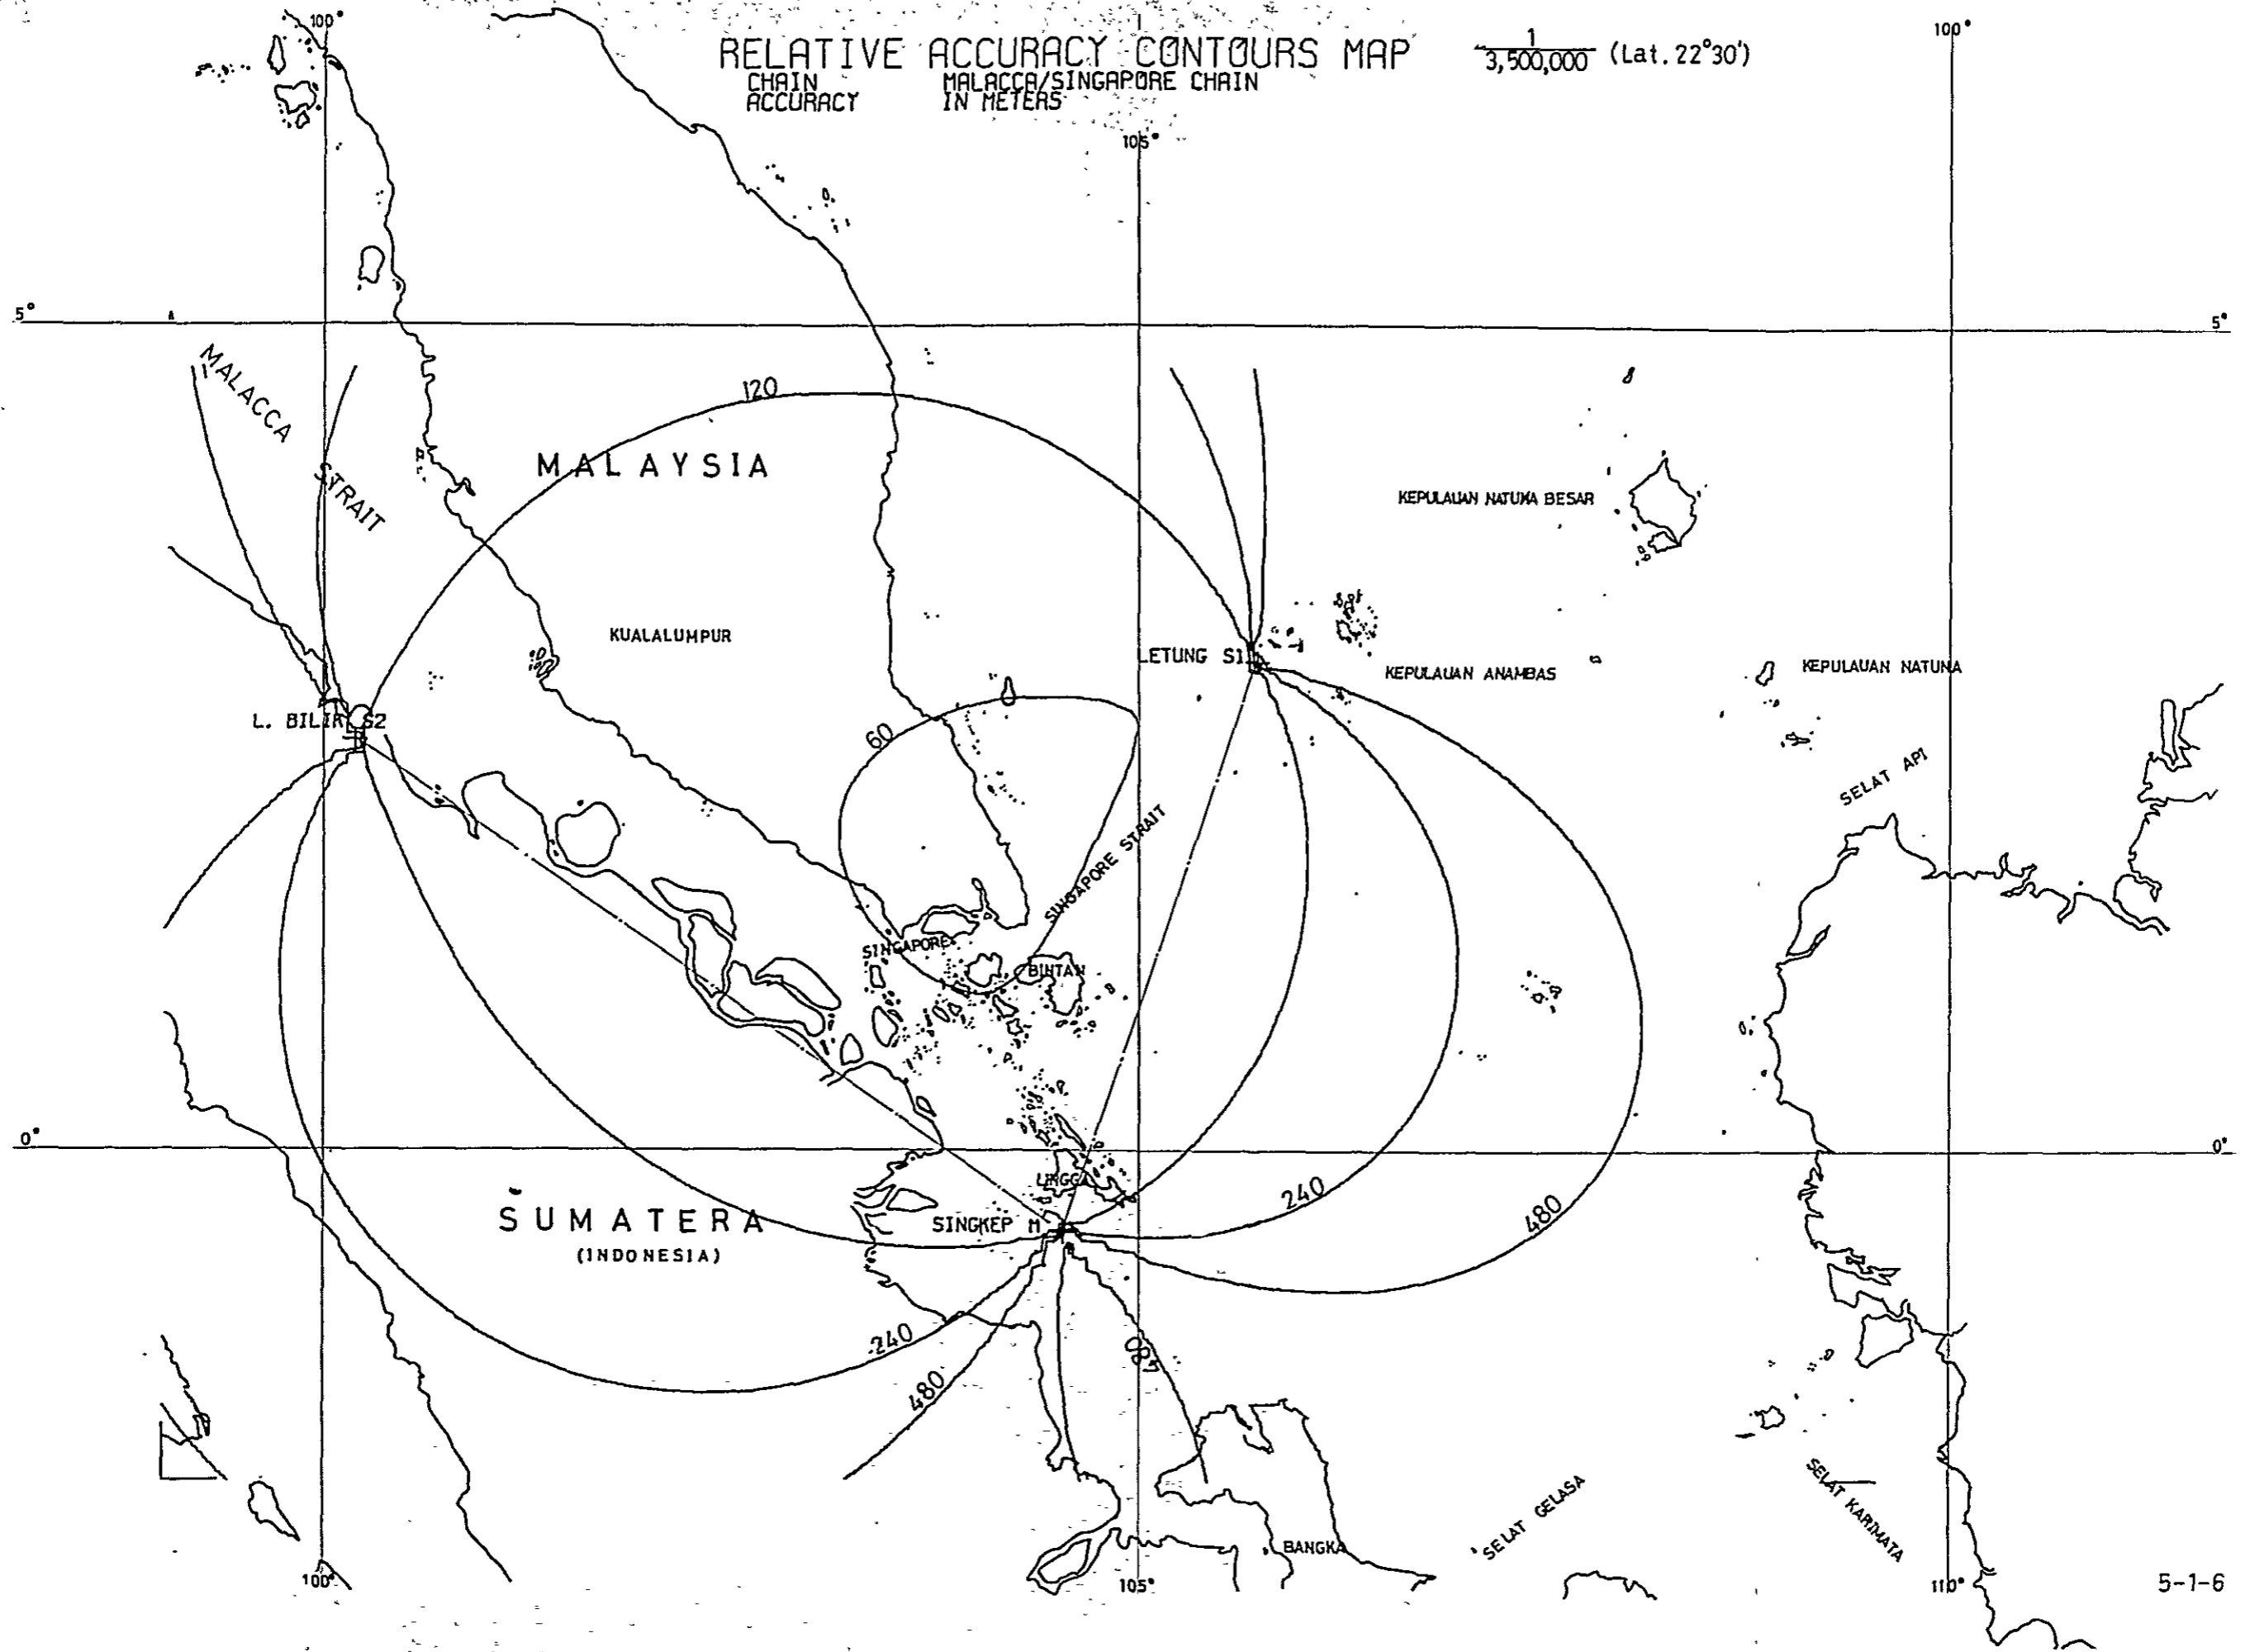 100°
100°
RELATIVE ACCURACY CONTOURS MAP
1
3,500,000 (Lat. 22°30')
CHAIN MALACCA/SINGAPORE CHAIN
ACCURACY IN METERS
105°
5°
5°
MALACCA STRAIT
120
MALAYSIA
KEPULAUAN NATUNA BESAR
KUALALUMPUR
LETUNG S1
KEPULAUAN ANAMBAS
KEPULAUAN NATUNA
L. BILIK S2
60
SELAT API
SINGAPORE STRAIT
SINGAPORE
BINTAN
0°
0°
LINGGA
SUMATERA
(INDONESIA)
SINGKEP M
240
480
240
480
480
SELAT GELASA
SELAT KARIMATA
BANGKA
100°
105°
110°
5-1-6